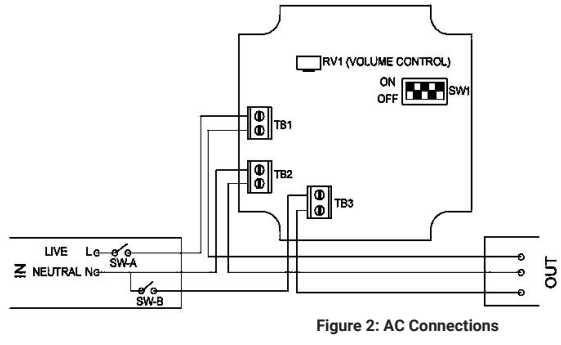 RV1 (VOLUME CONTROL)
ON
OFF
SW1
TB1
TB2
TB3
IN
LIVE L
SW-A
NEUTRAL N
SW-B
OUT
Figure 2: AC Connections